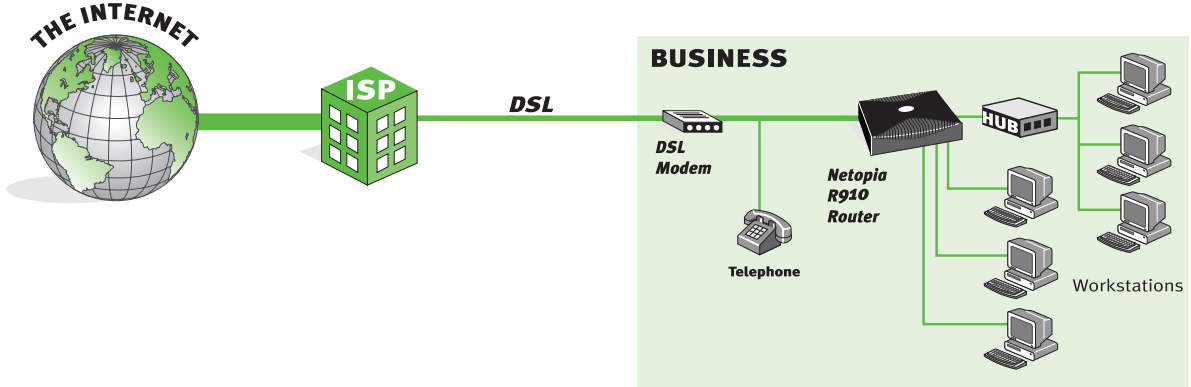 THE INTERNET
ISP
DSL
BUSINESS
DSL
Modem
Telephone
Netopia
R910
Router
HUB
Workstations